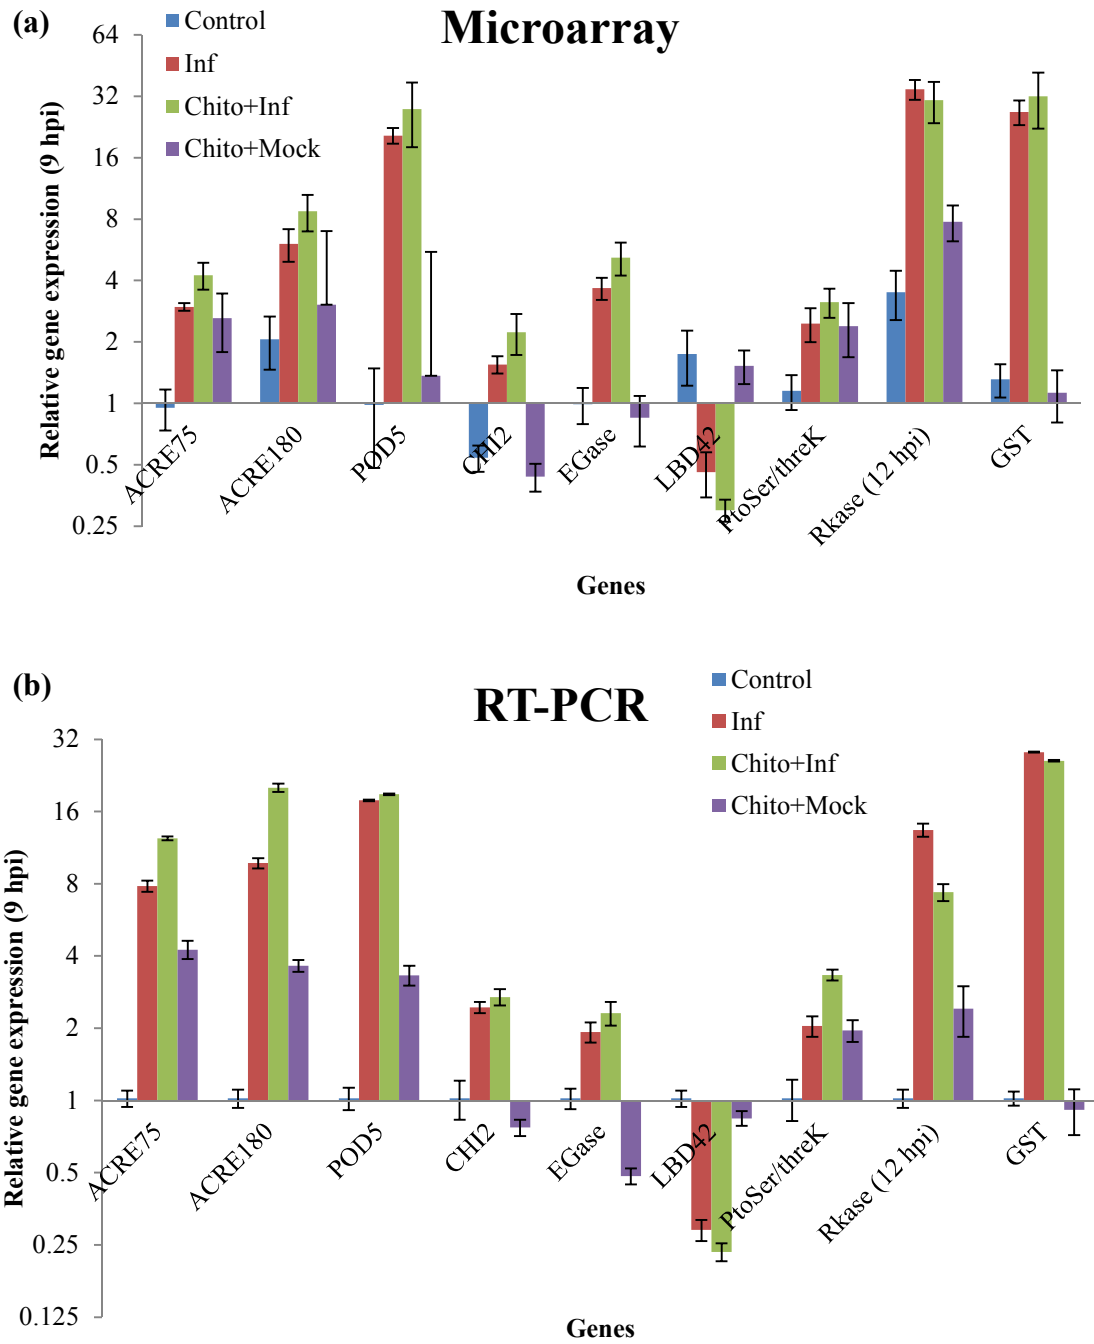 (a)
Microarray
Control
Inf
Chito+Inf
Chito+Mock
Relative gene expression (9 hpi)
64
32
16
8
4
2
1
0.5
0.25
ACRE75
ACRE180
POD5
CHI2
EGase
LBD42
PtoSer/threK
Rkase (12 hpi)
GST
Genes
(b)
RT-PCR
Control
Inf
Chito+Inf
Chito+Mock
Relative gene expression (9 hpi)
32
16
8
4
2
1
0.5
0.25
0.125
ACRE75
ACRE180
POD5
CHI2
EGase
LBD42
PtoSer/threK
Rkase (12 hpi)
GST
Genes